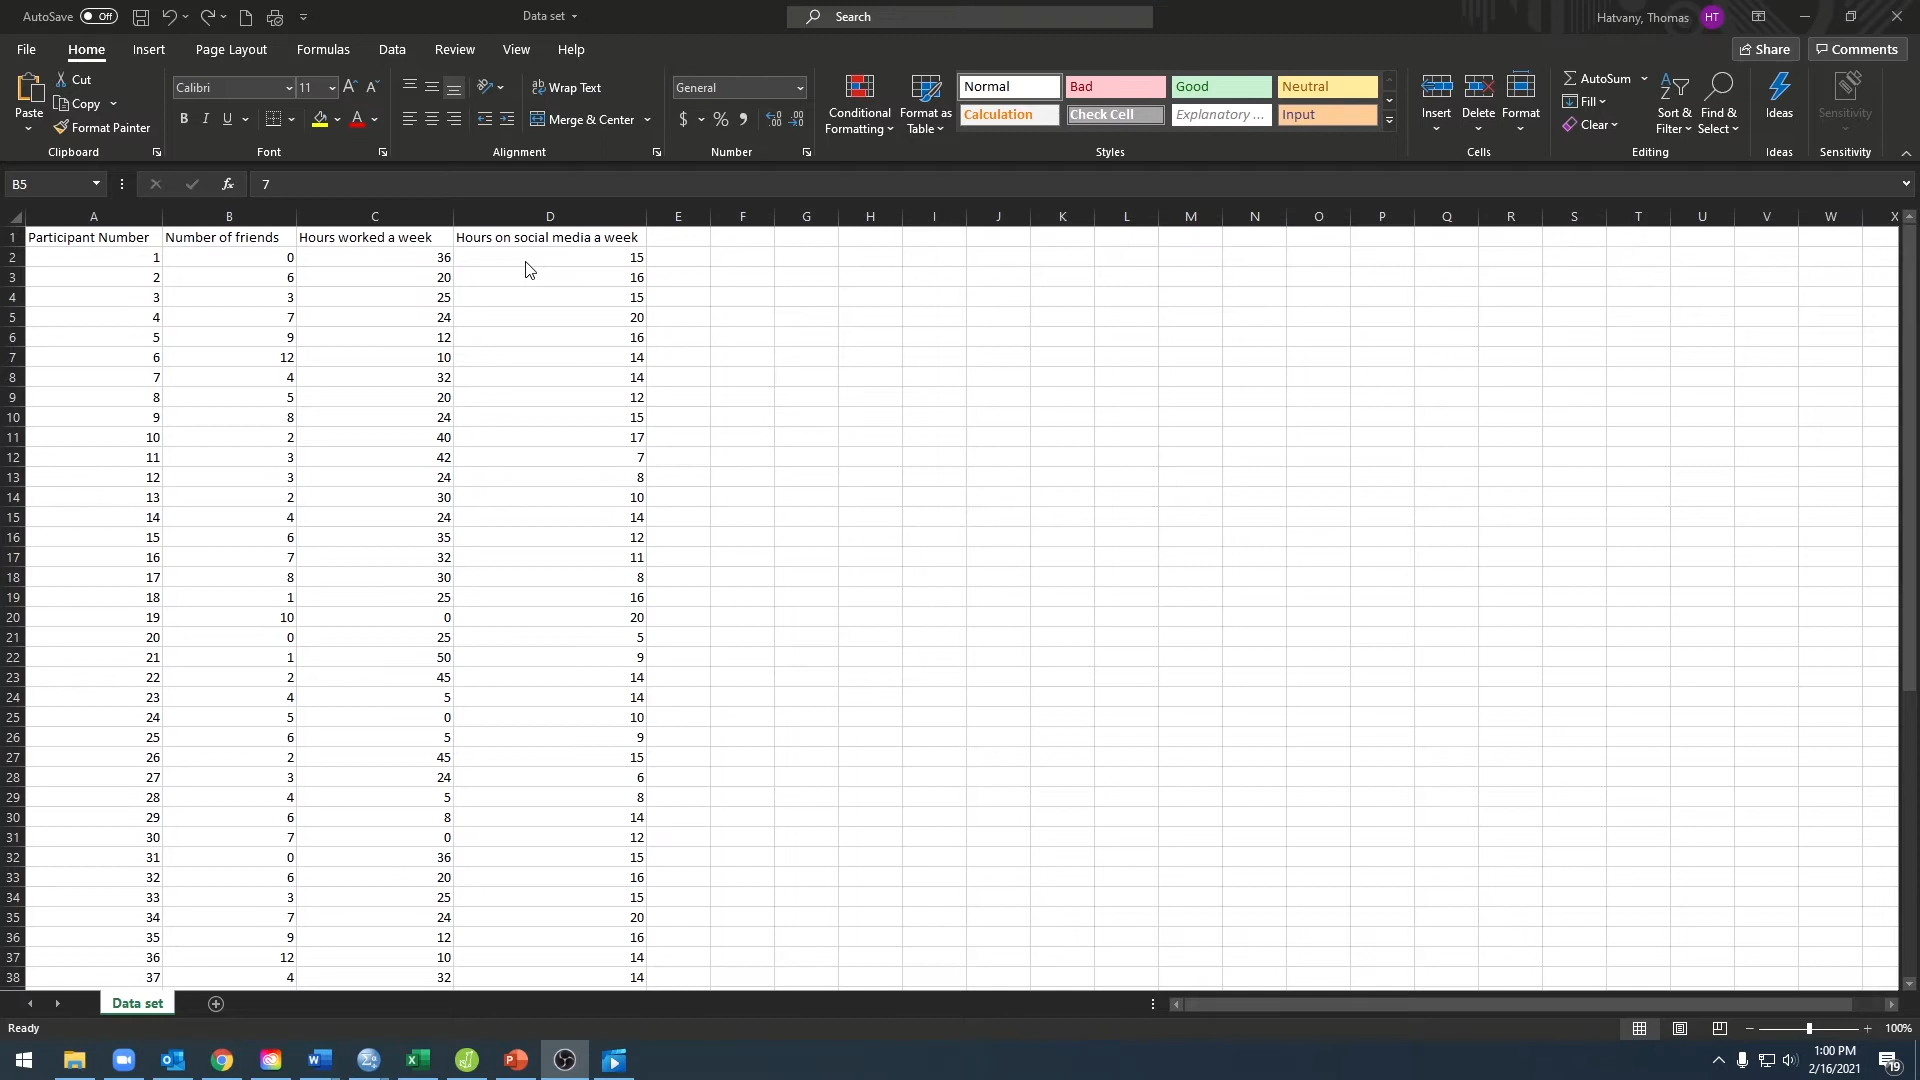 AutoSave Off Data set Search Hatvany, Thomas HT
File Home Insert Page Layout Formulas Data Review View Help Share Comments
Paste Cut Copy Format Painter Calibri 11 B I U A A A Wrap Text Merge & Center General $ % 9 Conditional Formatting Format as Table Normal Bad Good Neutral Calculation Check Cell Explanatory ... Input Insert Delete Format AutoSum Fill Clear Sort & Filter Find & Select Ideas Sensitivity
Clipboard Font Alignment Number Styles Cells Editing Ideas Sensitivity
B5 fx 7
A B C D E F G H I J K L M N O P Q R S T U V W X
1 Participant Number Number of friends Hours worked a week Hours on social media a week
2 1 0 36 15
3 2 6 20 16
4 3 3 25 15
5 4 7 24 20
6 5 9 12 16
7 6 12 10 14
8 7 4 32 14
9 8 5 20 12
10 9 8 24 15
11 10 2 40 17
12 11 3 42 7
13 12 3 24 8
14 13 2 30 10
15 14 4 24 14
16 15 6 35 12
17 16 7 32 11
18 17 8 30 8
19 18 1 25 16
20 19 10 0 20
21 20 0 25 5
22 21 1 50 9
23 22 2 45 14
24 23 4 5 14
25 24 5 0 10
26 25 6 5 9
27 26 2 45 15
28 27 3 24 6
29 28 4 5 8
30 29 6 8 14
31 30 7 0 12
32 31 0 36 15
33 32 6 20 16
34 33 3 25 15
35 34 7 24 20
36 35 9 12 16
37 36 12 10 14
38 37 4 32 14
Data set
Ready 100%
1:00 PM
2/16/2021
19